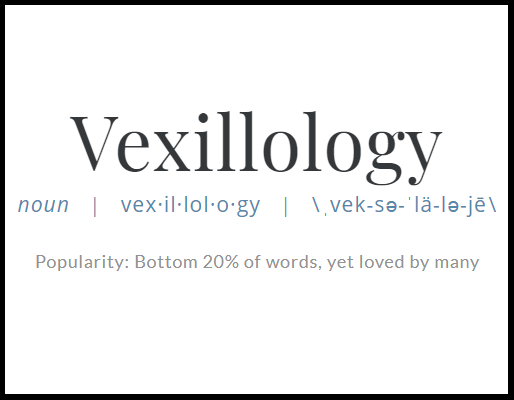 Vexillology
noun | vex·il·lol·o·gy | \ˌvek-sə-ˈlä-lə-jē\
Popularity: Bottom 20% of words, yet loved by many